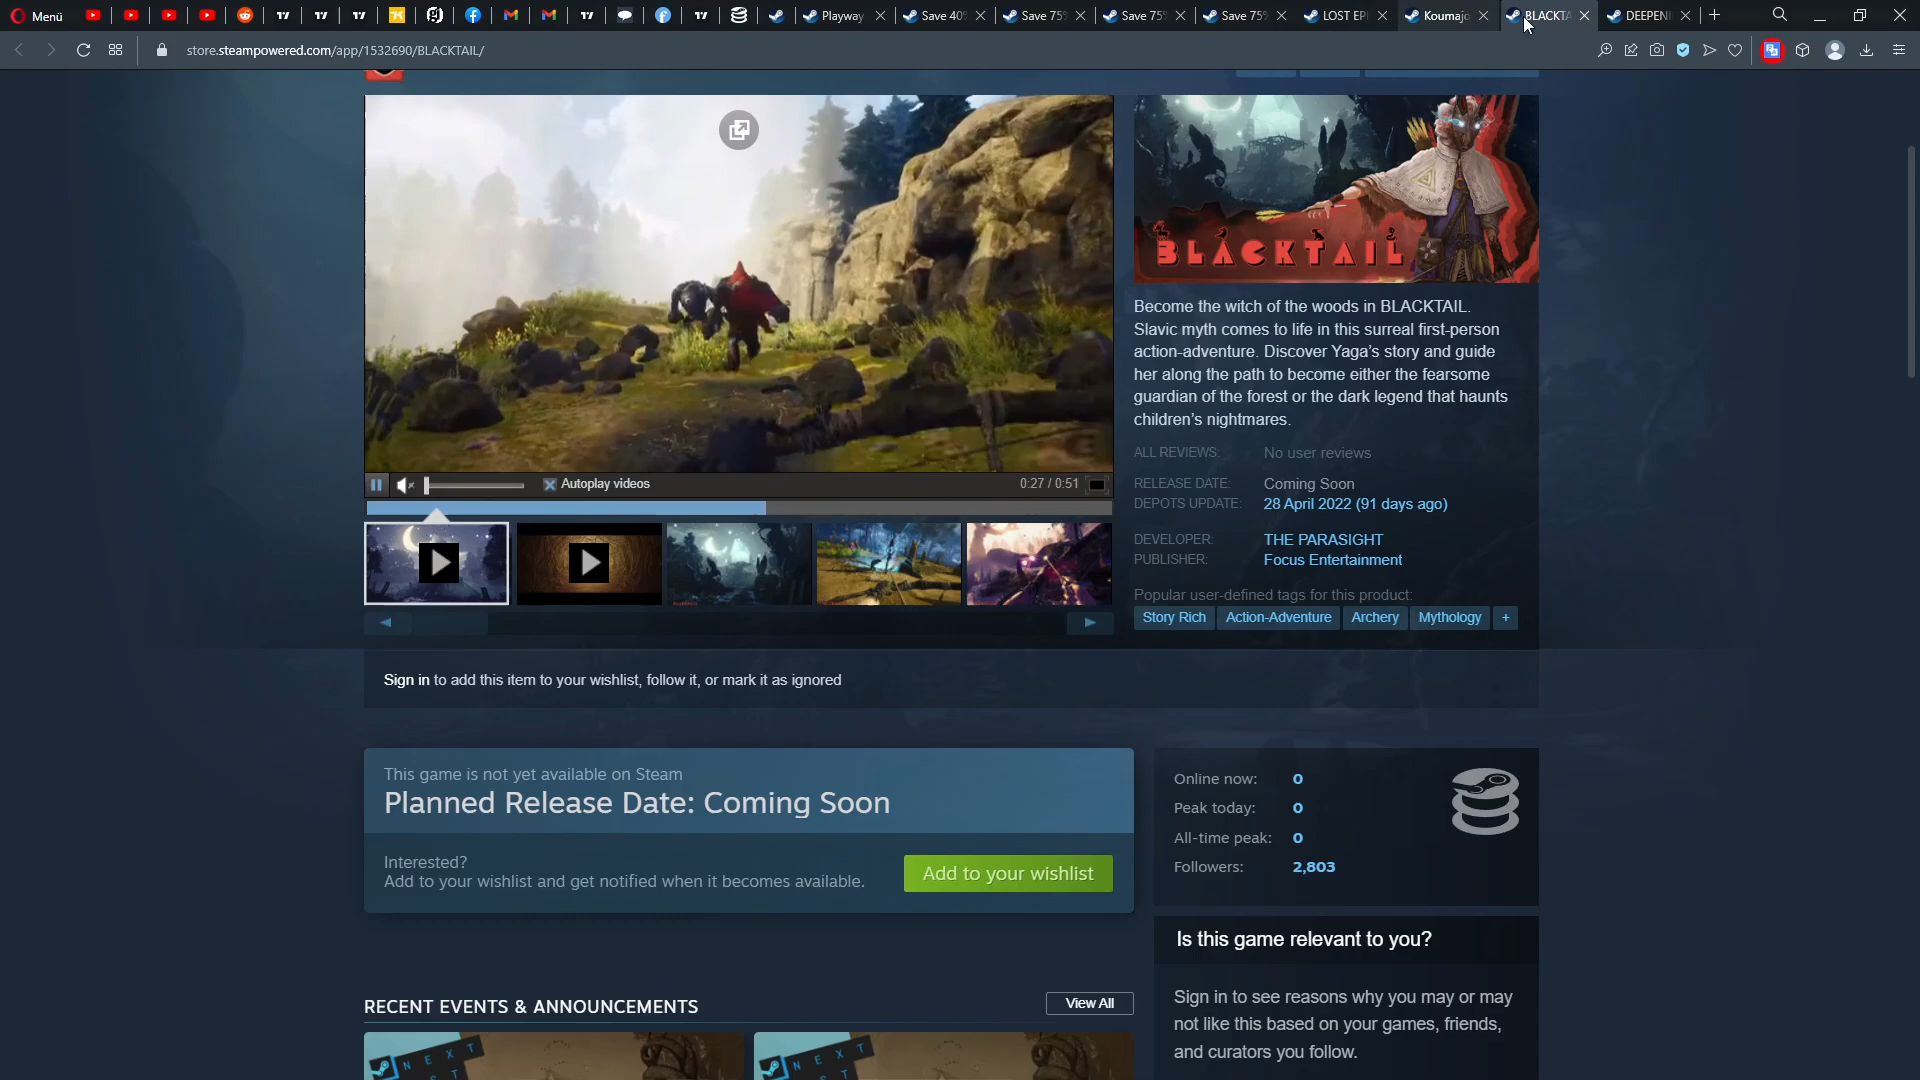 Menü
Playway
Save 40%
Save 75%
Save 75%
Save 75%
LOST EPI
Koumajo
BLACKTA
DEEPEN
store.steampowered.com/app/1532690/BLACKTAIL/
BLACKTAIL
Become the witch of the woods in BLACKTAIL.
Slavic myth comes to life in this surreal first-person
action-adventure. Discover Yaga's story and guide
her along the path to become either the fearsome
guardian of the forest or the dark legend that haunts
children's nightmares.
ALL REVIEWS: No user reviews
RELEASE DATE: Coming Soon
DEPOTS UPDATE: 28 April 2022 (91 days ago)
DEVELOPER: THE PARASIGHT
PUBLISHER: Focus Entertainment
Popular user-defined tags for this product:
Story Rich Action-Adventure Archery Mythology +
Autoplay videos 0:27 / 0:51
Sign in to add this item to your wishlist, follow it, or mark it as ignored
This game is not yet available on Steam
Planned Release Date: Coming Soon
Interested?
Add to your wishlist and get notified when it becomes available.
Add to your wishlist
Online now: 0
Peak today: 0
All-time peak: 0
Followers: 2,803
Is this game relevant to you?
Sign in to see reasons why you may or may
not like this based on your games, friends,
and curators you follow.
RECENT EVENTS & ANNOUNCEMENTS
View All
NEXT
NEXT